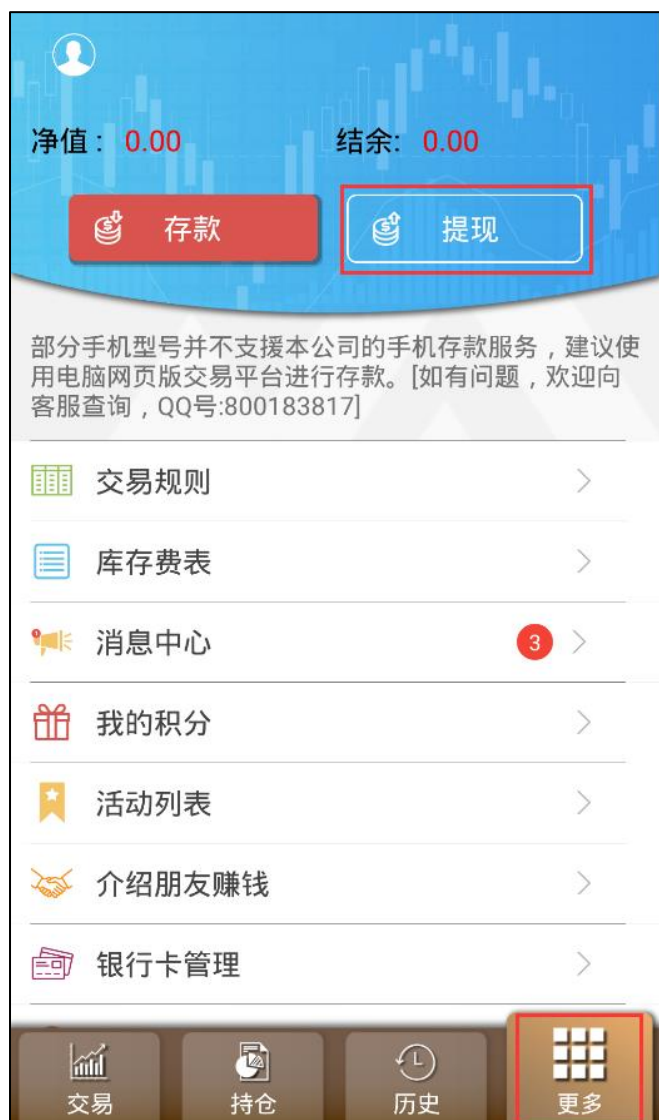 净值： 0.00 结余: 0.00
存款 提现
部分手机型号并不支援本公司的手机存款服务，建议使
用电脑网页版交易平台进行存款。[如有问题，欢迎向
客服查询，QQ号:800183817]
交易规则
库存费表
消息中心 3
我的积分
活动列表
介绍朋友赚钱
银行卡管理
交易 持仓 历史 更多